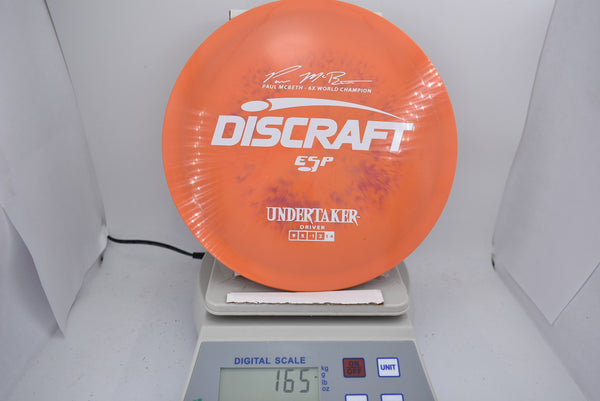 PAUL MCBETH - 6X WORLD CHAMPION
DISCRAFT
ESP
UNDERTAKER
DRIVER
DIGITAL SCALE
165
kg
g
lb
oz
ON
OFF
UNIT